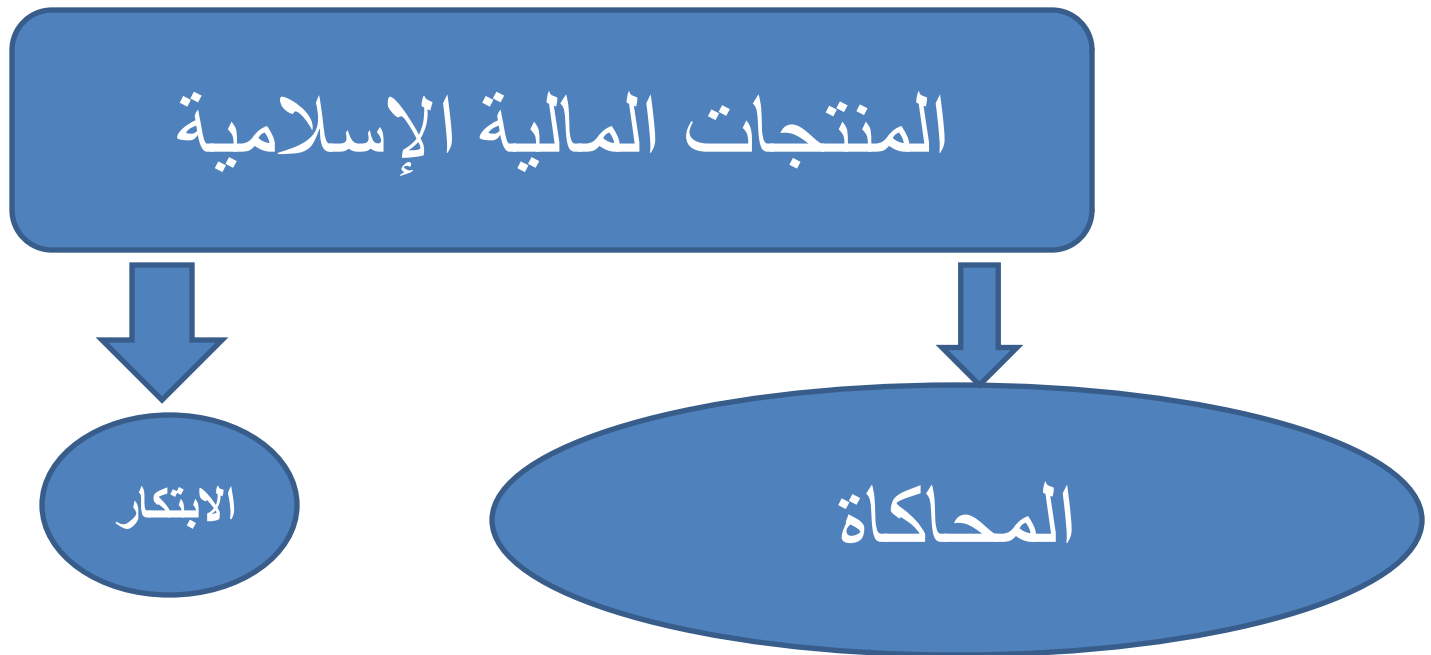 المنتجات المالية الإسلامية
المحاكاة
الابتكار